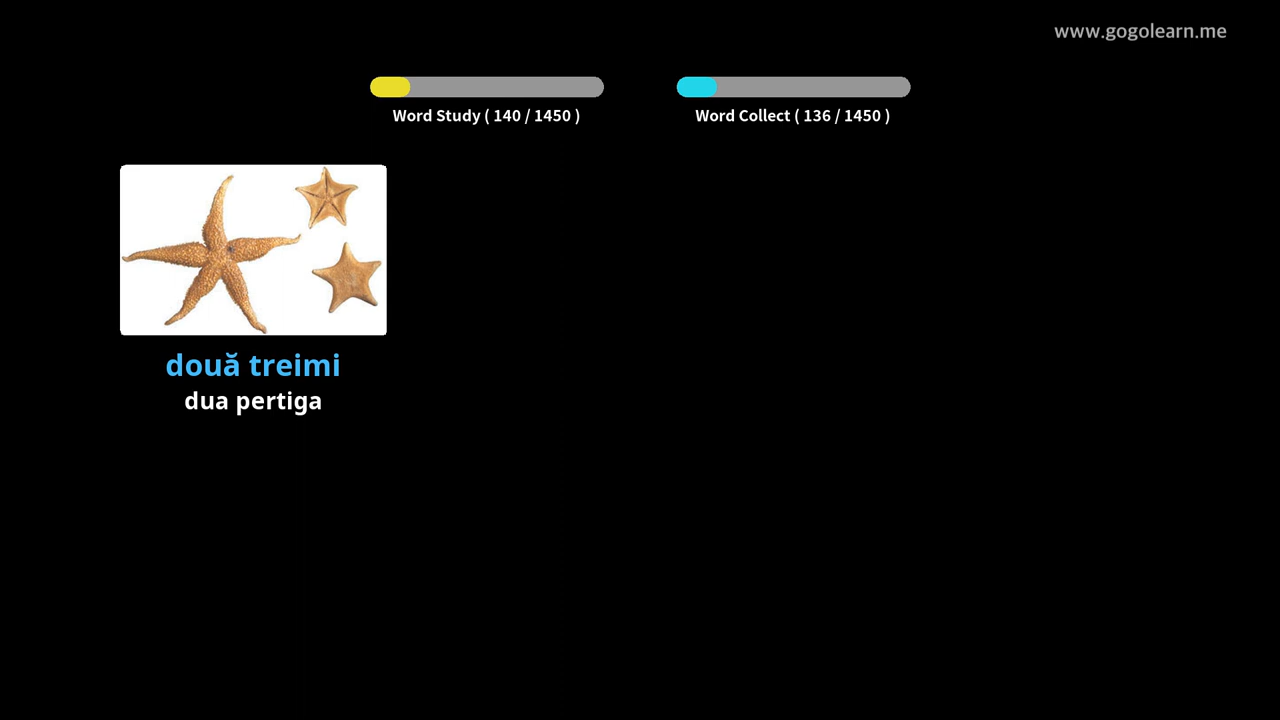 www.gogolearn.me
Word Study ( 140 / 1450 )
Word Collect ( 136 / 1450 )
două treimi
dua pertiga